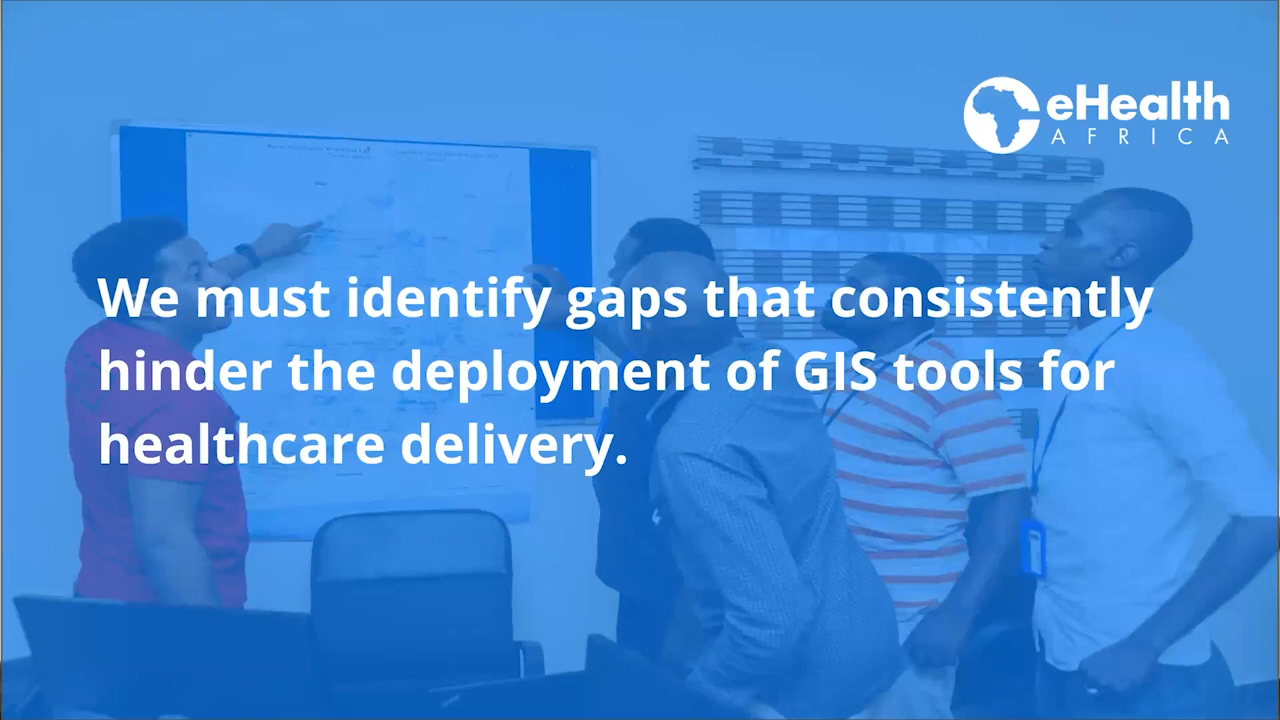 eHealth
AFRICA
We must identify gaps that consistently
hinder the deployment of GIS tools for
healthcare delivery.